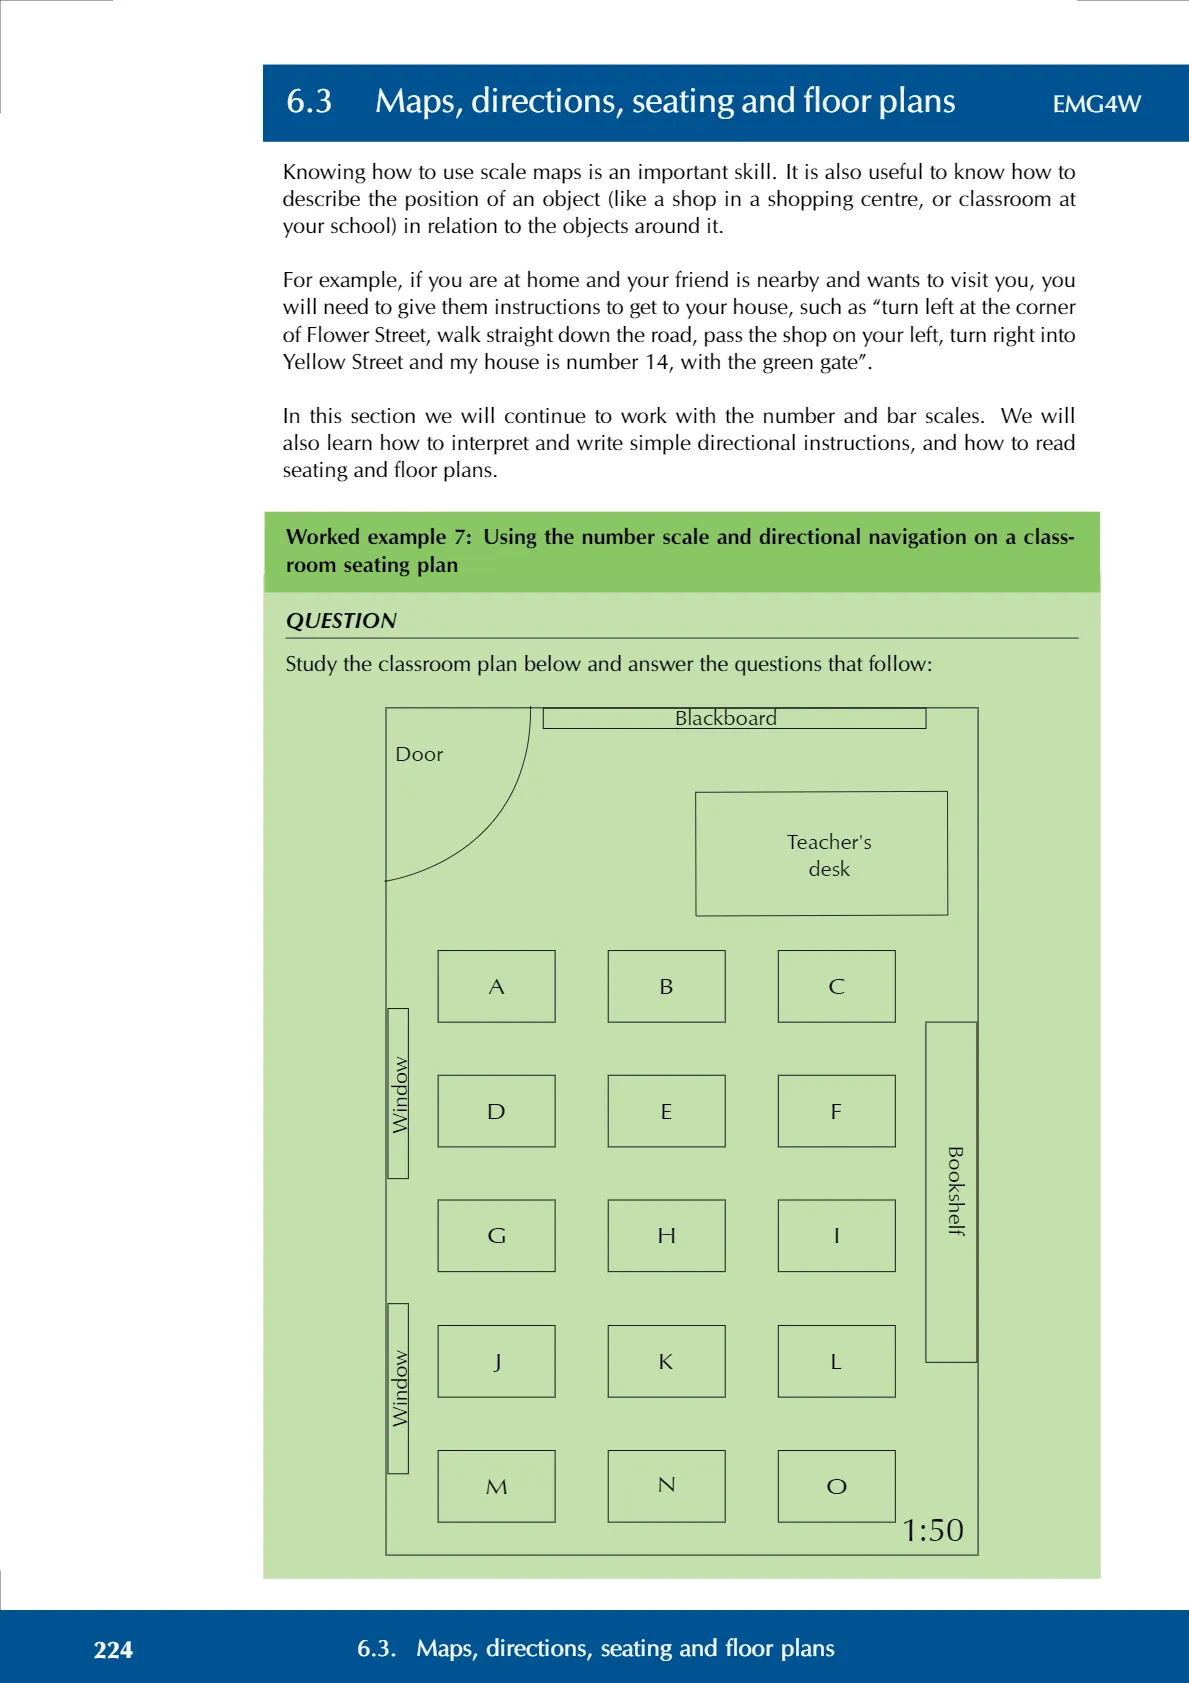 6.3 Maps, directions, seating and floor plans EMG4W
Knowing how to use scale maps is an important skill. It is also useful to know how to
describe the position of an object (like a shop in a shopping centre, or classroom at
your school) in relation to the objects around it.
For example, if you are at home and your friend is nearby and wants to visit you, you
will need to give them instructions to get to your house, such as “turn left at the corner
of Flower Street, walk straight down the road, pass the shop on your left, turn right into
Yellow Street and my house is number 14, with the green gate”.
In this section we will continue to work with the number and bar scales. We will
also learn how to interpret and write simple directional instructions, and how to read
seating and floor plans.
Worked example 7: Using the number scale and directional navigation on a class-
room seating plan
QUESTION
Study the classroom plan below and answer the questions that follow:
Blackboard
Door
Teacher's
desk
A B C
Window
D E F
Bookshelf
G H I
Window
J K L
M N O
1:50
224 6.3. Maps, directions, seating and floor plans